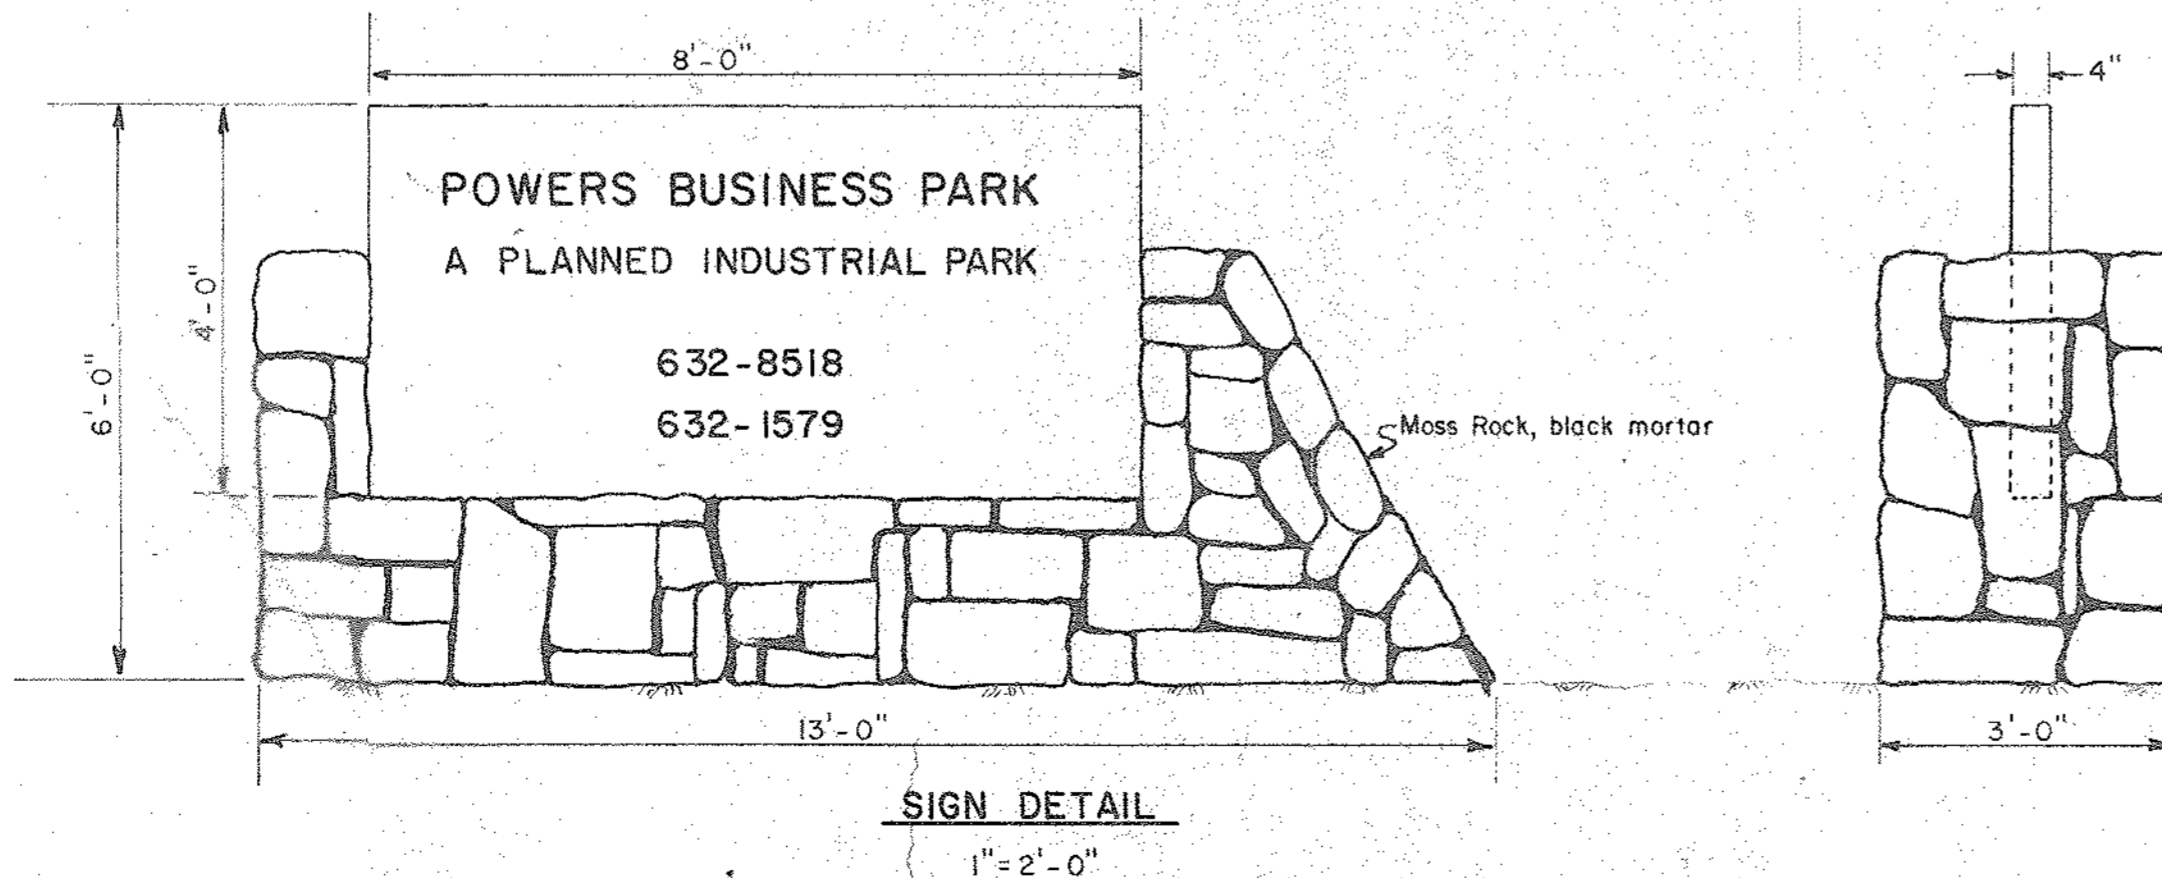 8'-0"
4"
6'-0"
4'-0"
POWERS BUSINESS PARK
A PLANNED INDUSTRIAL PARK
632-8518
632-1579
Moss Rock, black mortar
13'-0"
3'-0"
SIGN DETAIL
1"=2'-0"